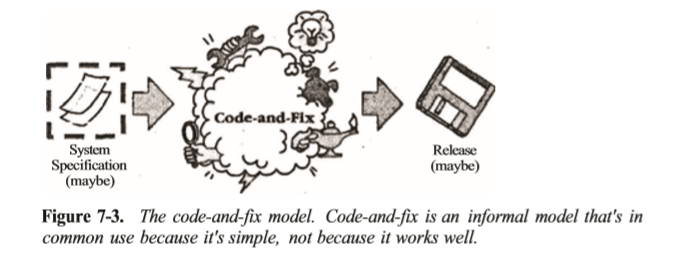 Code-and-Fix
System
Specification
(maybe)
Release
(maybe)
Figure 7-3. The code-and-fix model. Code-and-fix is an informal model that's in
common use because it's simple, not because it works well.